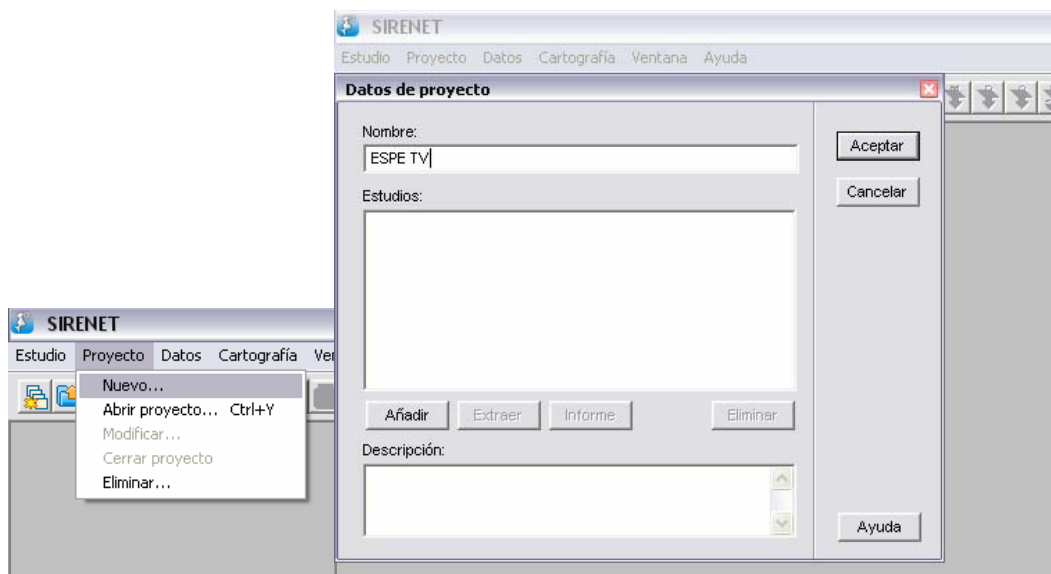 SIRENET
Estudio Proyecto Datos Cartografía Ventana Ayuda
Datos de proyecto
Nombre:
ESPE TV
Estudios:
Añadir Extraer Informe Eliminar
Descripción:
Aceptar
Cancelar
Ayuda
SIRENET
Estudio Proyecto Datos Cartografía Ver
Nuevo...
Abrir proyecto... Ctrl+Y
Modificar...
Cerrar proyecto
Eliminar...